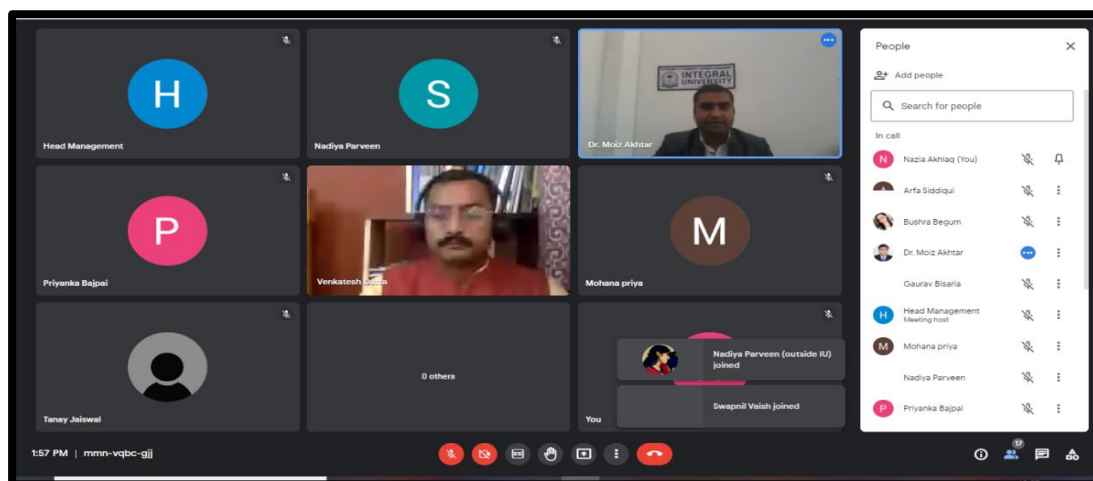 H
Head Management
S
Nadiya Parveen
INTEGRAL
UNIVERSITY
Dr. Moiz Akhtar
P
Priyanka Bajpai
Venkatesh
M
Mohana priya
Tanay Jaiswal
0 others
You
Nadiya Parveen (outside IU)
joined
Swapnil Vaish joined
People
Add people
Search for people
In call
N
Nazia Akhlaq (You)
Arfa Siddiqui
Bushra Begum
Dr. Moiz Akhtar
Gaurav Bisaria
H
Head Management
Meeting host
M
Mohana priya
Nadiya Parveen
P
Priyanka Bajpai
1:57 PM | mmn-vqbc-gjj
17